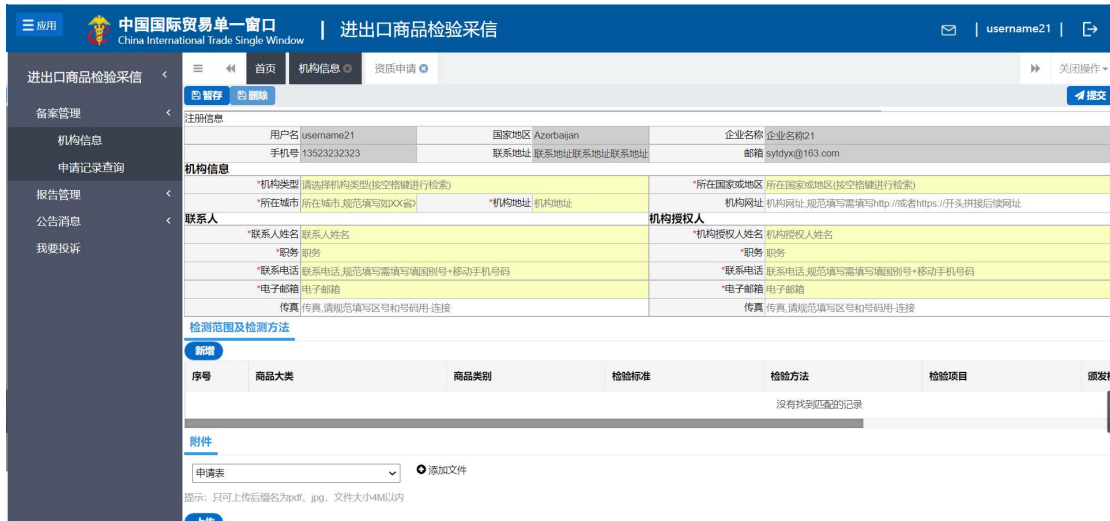 应用
中国国际贸易单一窗口 | 进出口商品检验采信
China International Trade Single Window
| username21 |
进出口商品检验采信
备案管理
机构信息
申请记录查询
报告管理
公告消息
我要投诉
首页 机构信息 资质申请 关闭操作
暂存 删除 提交
注册信息
用户名 username21 国家地区 Azerbaijan 企业名称 企业名称21
手机号 13523232323 联系地址 联系地址联系地址联系地址 邮箱 sytdyx@163.com
机构信息
*机构类型 请选择机构类型(按空格键进行检索) *所在国家或地区 所在国家或地区(按空格键进行检索)
*所在城市 所在城市,规范填写如XX省) *机构地址 机构地址 机构网址 机构网址,规范填写需填写http://或者https://开头拼接后续网址
联系人 机构授权人
*联系人姓名 联系人姓名 *机构授权人姓名 机构授权人姓名
*职务 职务 *职务 职务
*联系电话 联系电话,规范填写需填写填国别号+移动手机号码 *联系电话 联系电话,规范填写需填写填国别号+移动手机号码
*电子邮箱 电子邮箱 *电子邮箱 电子邮箱
传真 传真,请规范填写区号和号码用-连接 传真 传真,请规范填写区号和号码用-连接
检测范围及检测方法
新增
序号 商品大类 商品类别 检验标准 检验方法 检验项目 颁发
没有找到匹配的记录
附件
申请表 添加文件
提示：只可上传后缀名为pdf、jpg，文件大小4M以内
上传